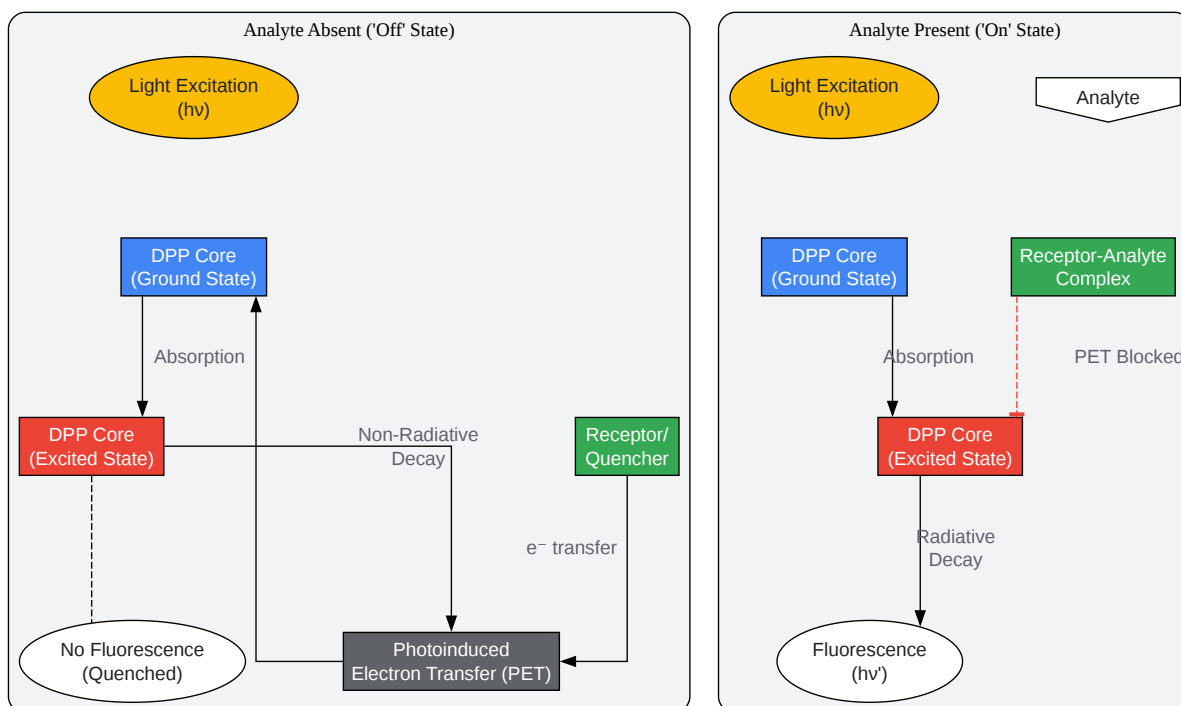 Analyte Absent ('Off' State)
Light Excitation
(hν)
DPP Core
(Ground State)
Absorption
DPP Core
(Excited State)
Non-Radiative
Decay
Receptor/
Quencher
e⁻ transfer
No Fluorescence
(Quenched)
Photoinduced
Electron Transfer (PET)
Analyte Present ('On' State)
Light Excitation
(hν)
Analyte
DPP Core
(Ground State)
Receptor-Analyte
Complex
Absorption
PET Blocked
DPP Core
(Excited State)
Radiative
Decay
Fluorescence
(hν')